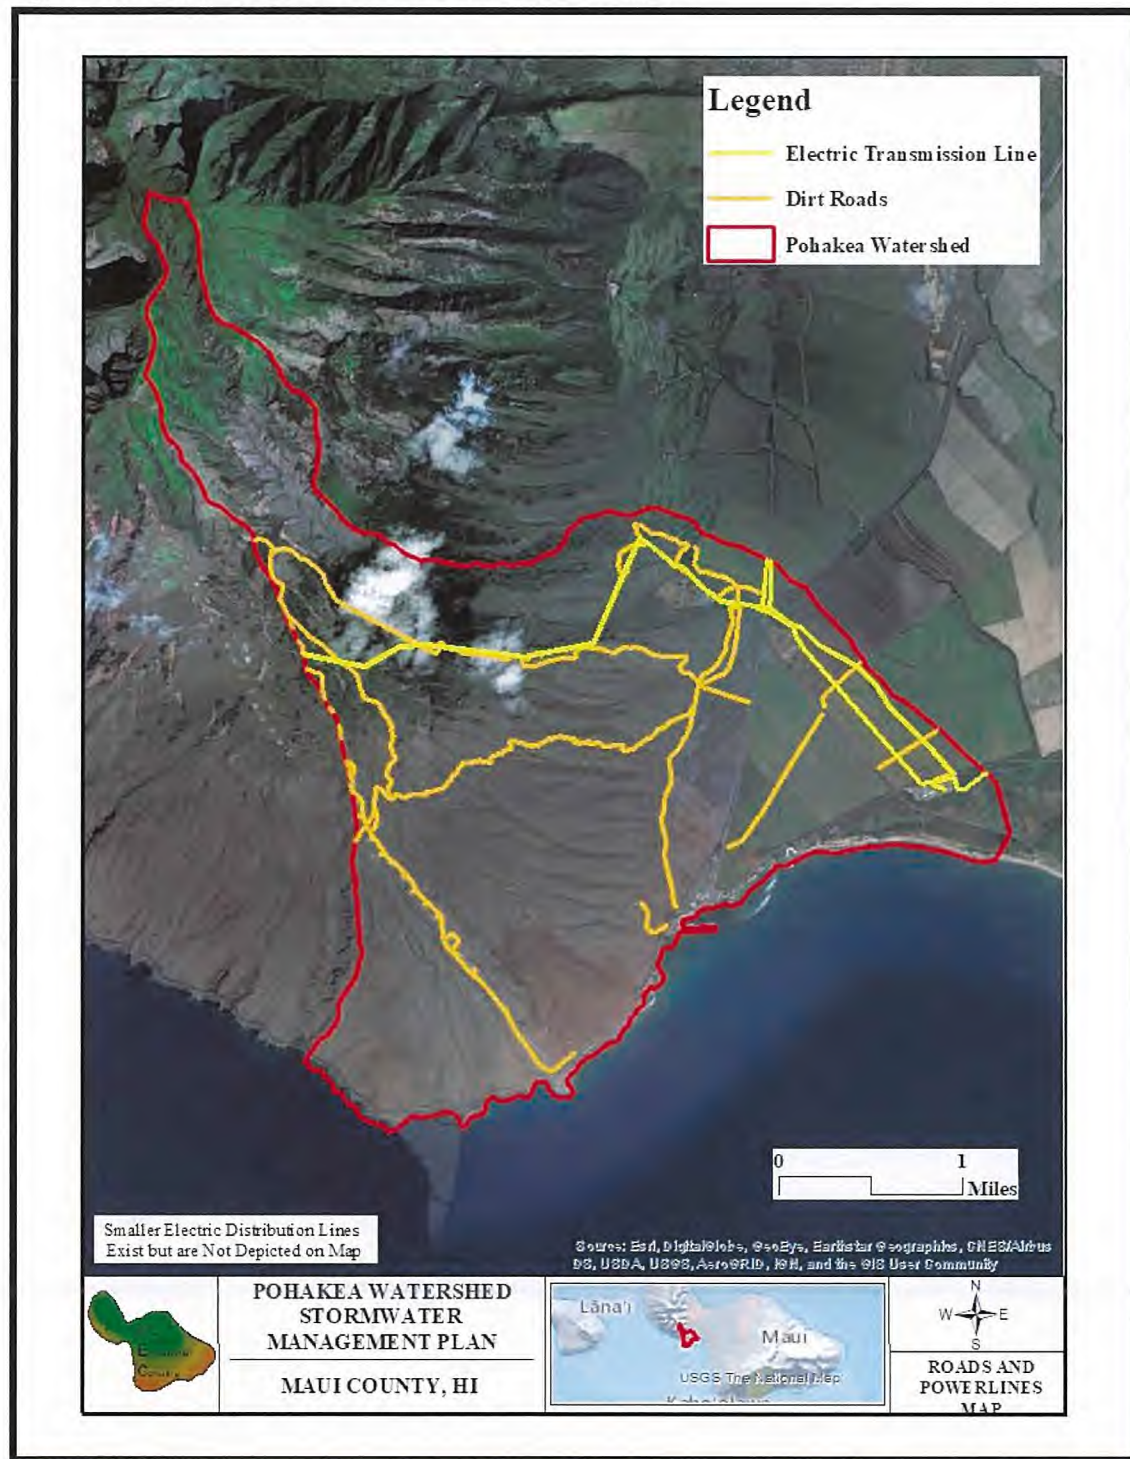 Legend
Electric Transmission Line
Dirt Roads
Pohakea Watershed
0 1
Miles
Smaller Electric Distribution Lines
Exist but are Not Depicted on Map
Source: Esri, DigitalGlobe, GeoEye, Earthstar Geographics, CNES/Airbus
DS, USDA, USGS, AeroGRID, IGN, and the GIS User Community
POHAKEA WATERSHED
STORMWATER
MANAGEMENT PLAN
MAUI COUNTY, HI
Lāna'i
Maui
USGS The National Map
N
W E
S
ROADS AND
POWERLINES
MAP